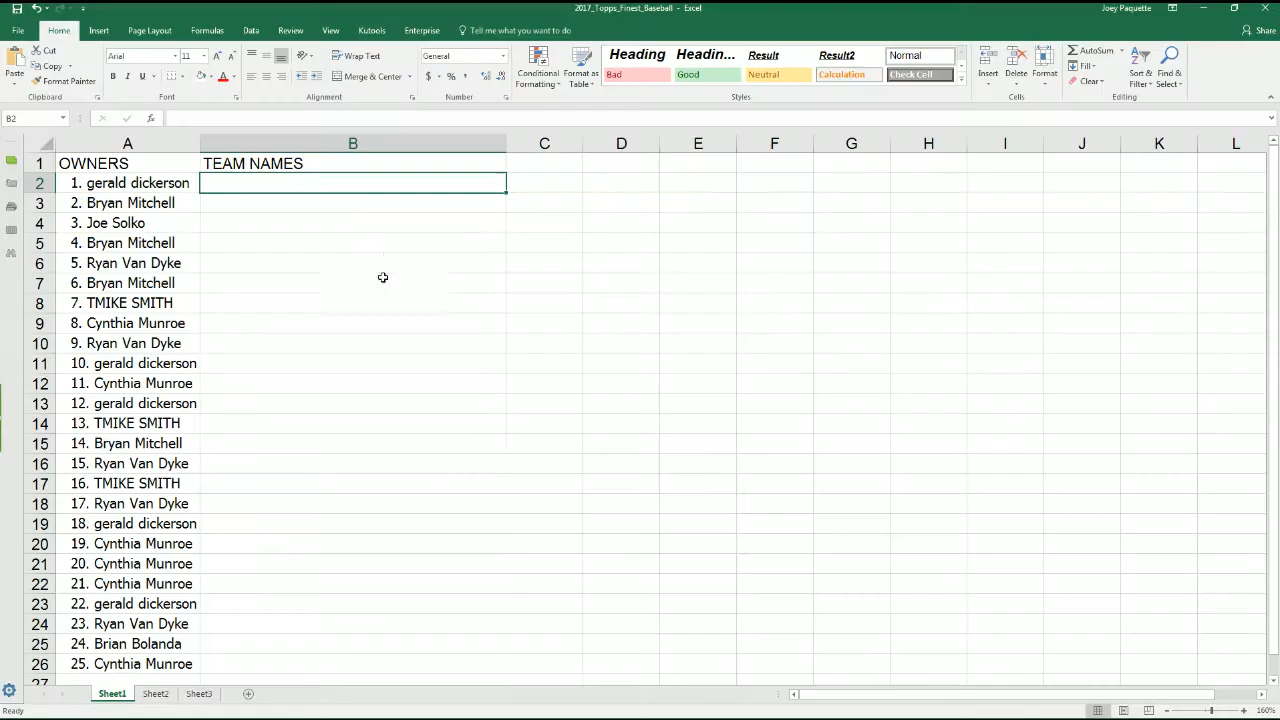 2017_Topps_Finest_Baseball - Excel
Joey Paquette
File Home Insert Page Layout Formulas Data Review View Kutools Enterprise Tell me what you want to do Share
Paste
Cut
Copy
Format Painter
Clipboard
Arial 11
B I U A
Font
Wrap Text
Merge & Center
Alignment
General
$ % ,
Number
Conditional Formatting
Format as Table
Heading Headin... Result Result2 Normal
Bad Good Neutral Calculation Check Cell
Styles
Insert Delete Format
Cells
AutoSum
Fill
Clear
Sort & Filter
Find & Select
Editing
B2 fx
A B C D E F G H I J K L
1 OWNERS TEAM NAMES
2 1. gerald dickerson
3 2. Bryan Mitchell
4 3. Joe Solko
5 4. Bryan Mitchell
6 5. Ryan Van Dyke
7 6. Bryan Mitchell
8 7. TMIKE SMITH
9 8. Cynthia Munroe
10 9. Ryan Van Dyke
11 10. gerald dickerson
12 11. Cynthia Munroe
13 12. gerald dickerson
14 13. TMIKE SMITH
15 14. Bryan Mitchell
16 15. Ryan Van Dyke
17 16. TMIKE SMITH
18 17. Ryan Van Dyke
19 18. gerald dickerson
20 19. Cynthia Munroe
21 20. Cynthia Munroe
22 21. Cynthia Munroe
23 22. gerald dickerson
24 23. Ryan Van Dyke
25 24. Brian Bolanda
26 25. Cynthia Munroe
27
Sheet1 Sheet2 Sheet3
Ready
160%